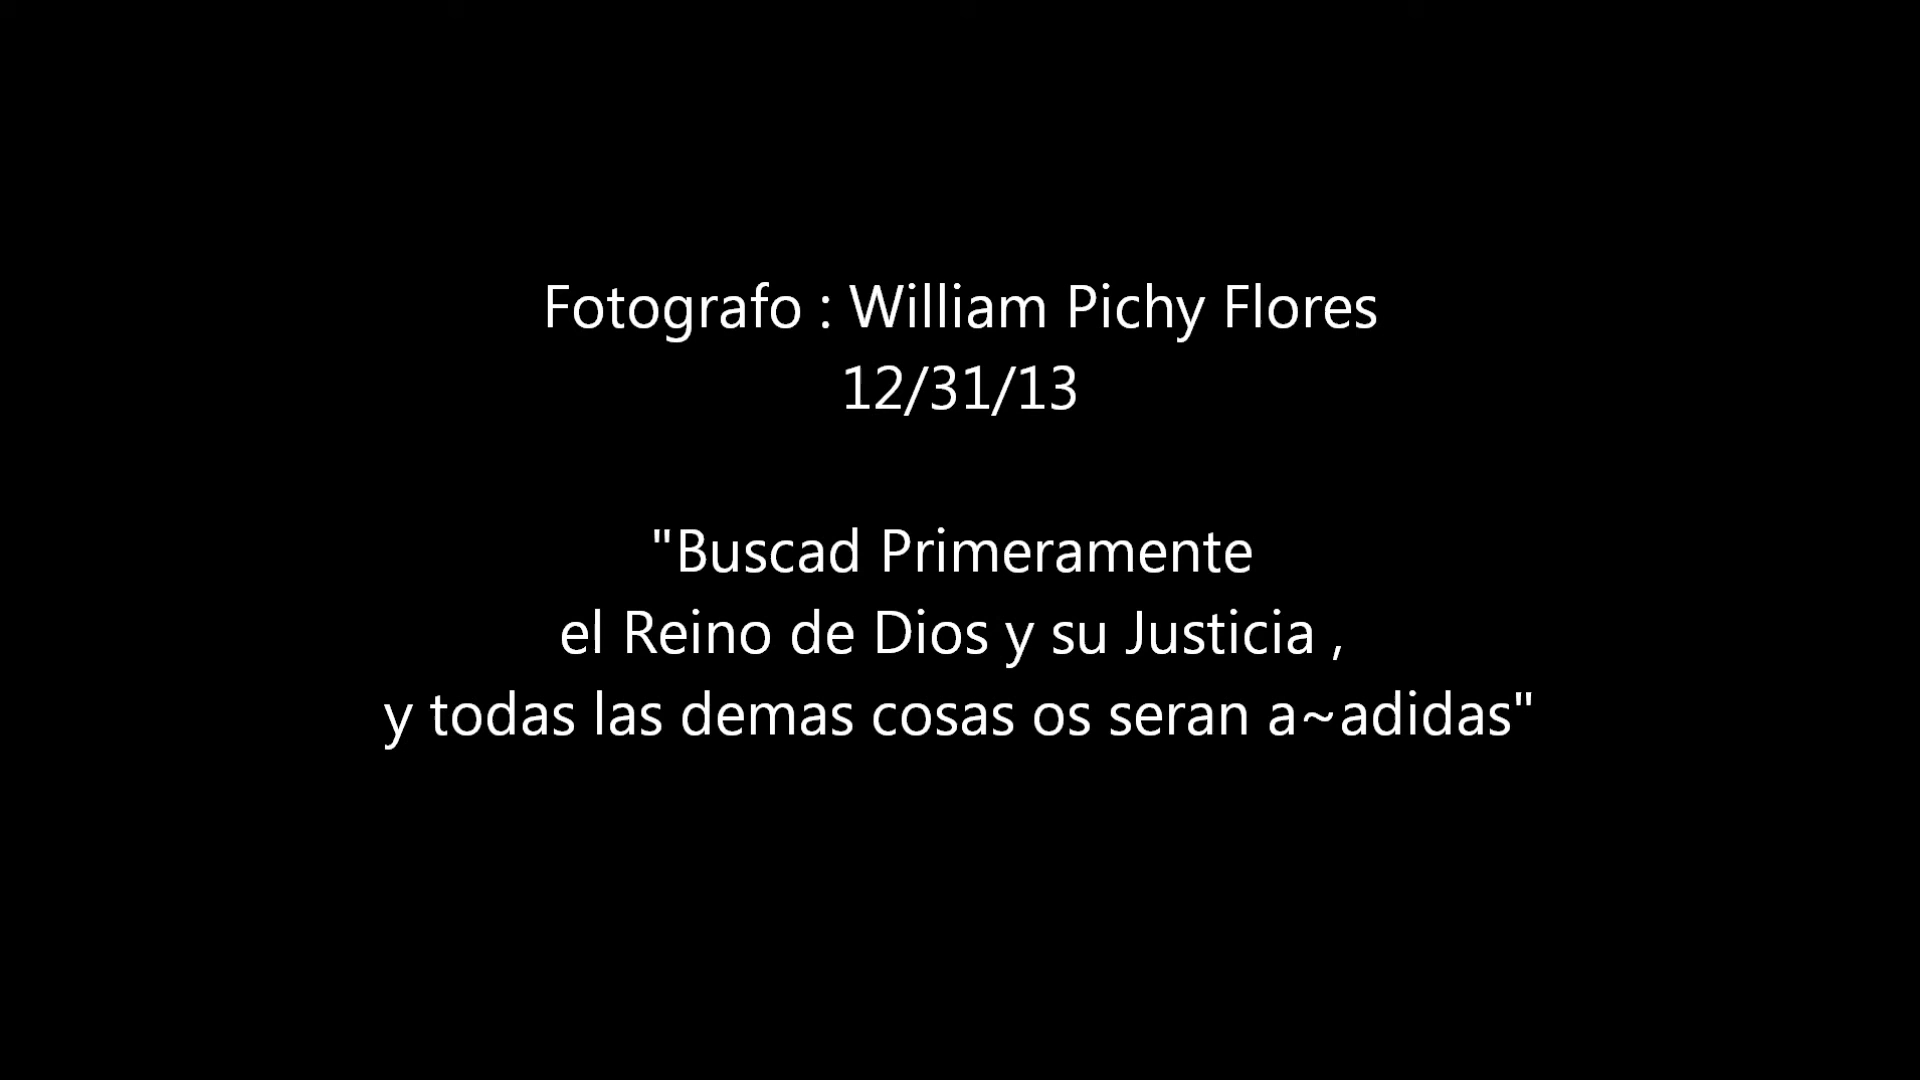 Fotografo : William Pichy Flores
12/31/13
"Buscad Primeramente
el Reino de Dios y su Justicia ,
y todas las demas cosas os seran a~adidas"